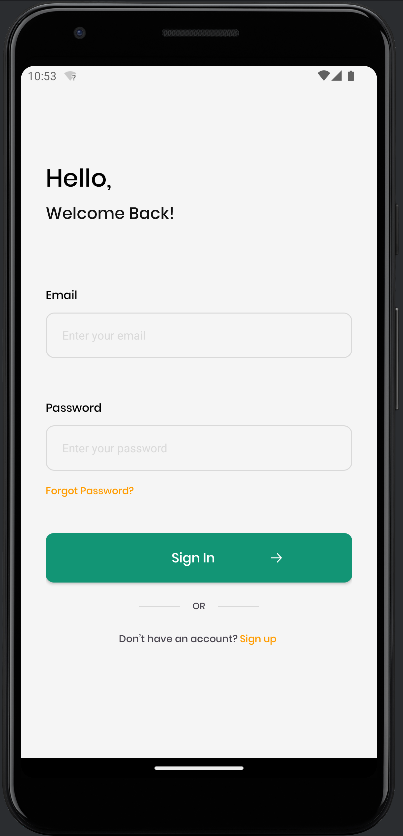 10:53
Hello,
Welcome Back!
Email
Enter your email
Password
Enter your password
Forgot Password?
Sign In
OR
Don't have an account? Sign up